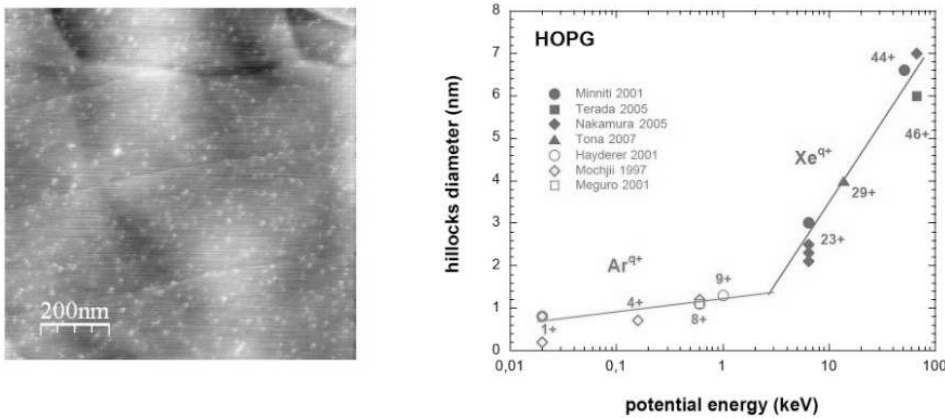 200nm
HOPG
Minniti 2001
Terada 2005
Nakamura 2005
Tona 2007
Hayderer 2001
Mochjii 1997
Meguro 2001
44+
46+
Xeq+
29+
23+
Arq+
9+
4+
8+
1+
hillocks diameter (nm)
8
7
6
5
4
3
2
1
0
0,01 0,1 1 10 100
potential energy (keV)